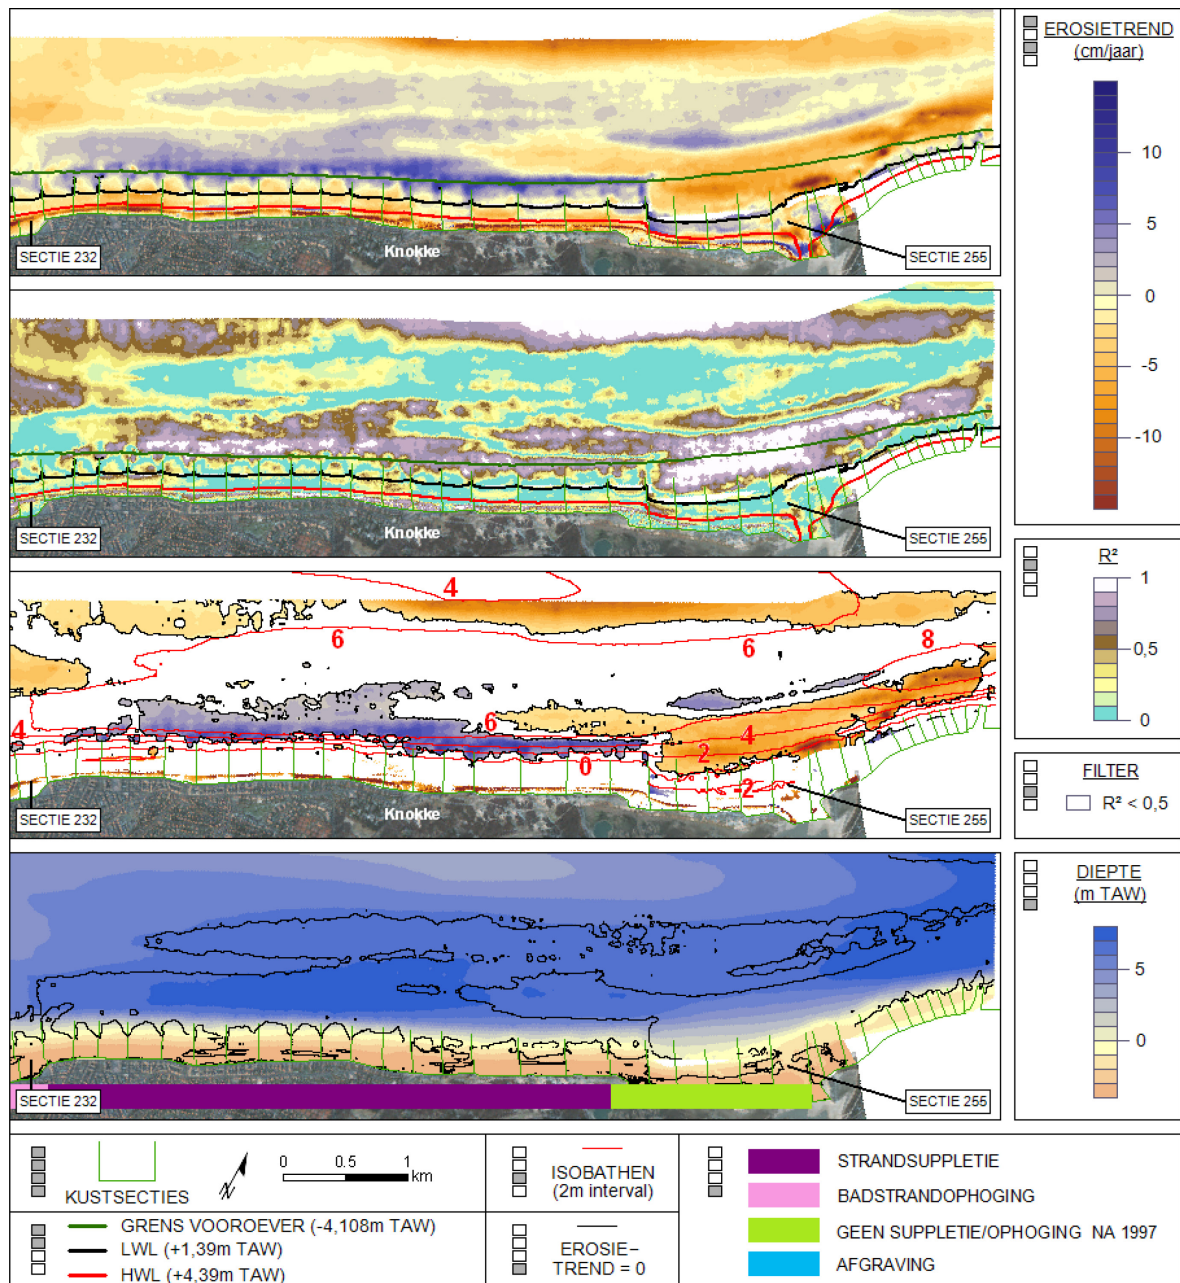 EROSIETREND
(cm/jaar)
10
5
0
-5
-10
Knokke
SECTIE 232
SECTIE 255
Knokke
SECTIE 232
SECTIE 255
R²
1
0,5
0
4
6
6
8
4
6
4
2
0
-2
Knokke
SECTIE 232
SECTIE 255
FILTER
R² < 0,5
DIEPTE
(m TAW)
5
0
SECTIE 232
SECTIE 255
KUSTSECTIES
N
0 0.5 1
km
ISOBATHEN
(2m interval)
GRENS VOOROEVER (-4,108m TAW)
LWL (+1,39m TAW)
HWL (+4,39m TAW)
EROSIE-
TREND = 0
STRANDSUPPLETIE
BADSTRANDOPHOGING
GEEN SUPPLETIE/OPHOGING NA 1997
AFGRAVING